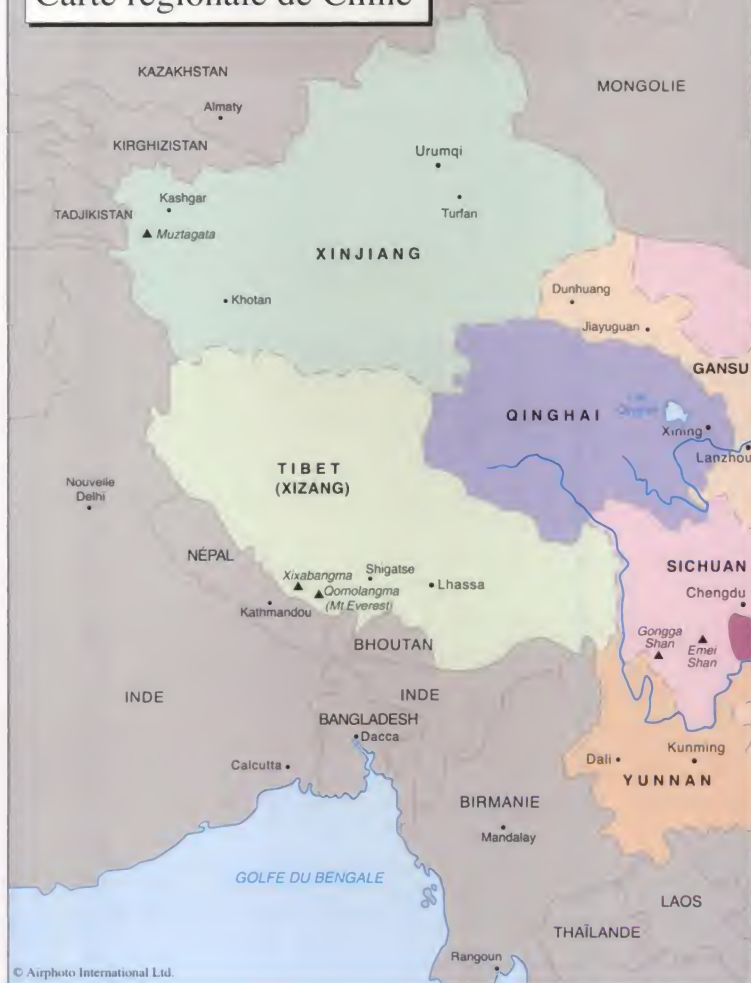 Carte régionale de Chine
KAZAKHSTAN
MONGOLIE
Almaty
KIRGHIZISTAN
Urumqi
Kashgar
TADJIKISTAN
Turfan
Muztagata
XINJIANG
Khotan
Dunhuang
Jiayuguan
GANSU
QINGHAI
Lac
Qinghai
Xining
Lanzhou
TIBET
(XIZANG)
Nouvelle
Delhi
NÉPAL
Xixabangma
Shigatse
Qomolangma
(Mt Everest)
Lhassa
Kathmandou
SICHUAN
Chengdu
Gongga
Shan
Emei
Shan
BHOUTAN
INDE
INDE
BANGLADESH
Dacca
Calcutta
Dali
Kunming
YUNNAN
BIRMANIE
Mandalay
GOLFE DU BENGALE
LAOS
THAÏLANDE
Rangoun
© Airphoto International Ltd.